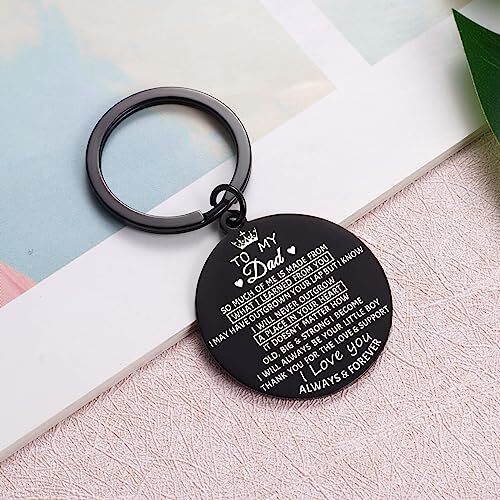 TO MY
Dad
SO MUCH OF ME IS MADE FROM
WHAT I LEARNED FROM YOU
I MAY HAVE OUTGROWN YOUR LAP BUT I KNOW
I WILL NEVER OUTGROW
A PLACE IN YOUR HEART
IT DOESN'T MATTER HOW
OLD, BIG & STRONG I BECOME
I WILL ALWAYS BE YOUR LITTLE BOY
THANK YOU FOR THE LOVE & SUPPORT
I Love you
ALWAYS & FOREVER